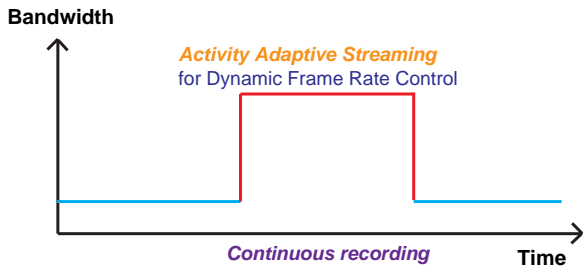 Bandwidth
Activity Adaptive Streaming
for Dynamic Frame Rate Control
Continuous recording
Time